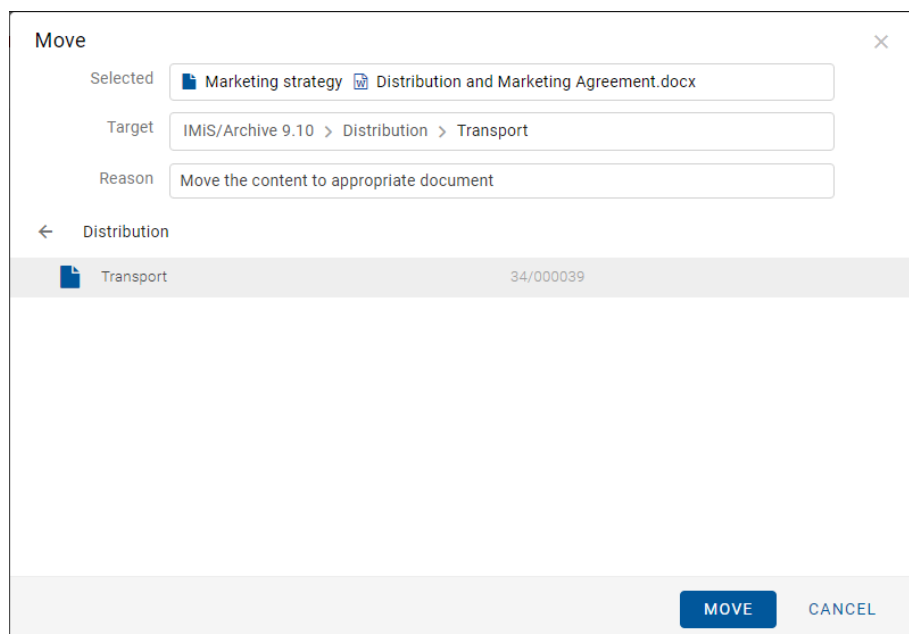 Move
Selected Marketing strategy Distribution and Marketing Agreement.docx
Target IMiS/Archive 9.10 > Distribution > Transport
Reason Move the content to appropriate document
Distribution
Transport 34/000039
MOVE CANCEL